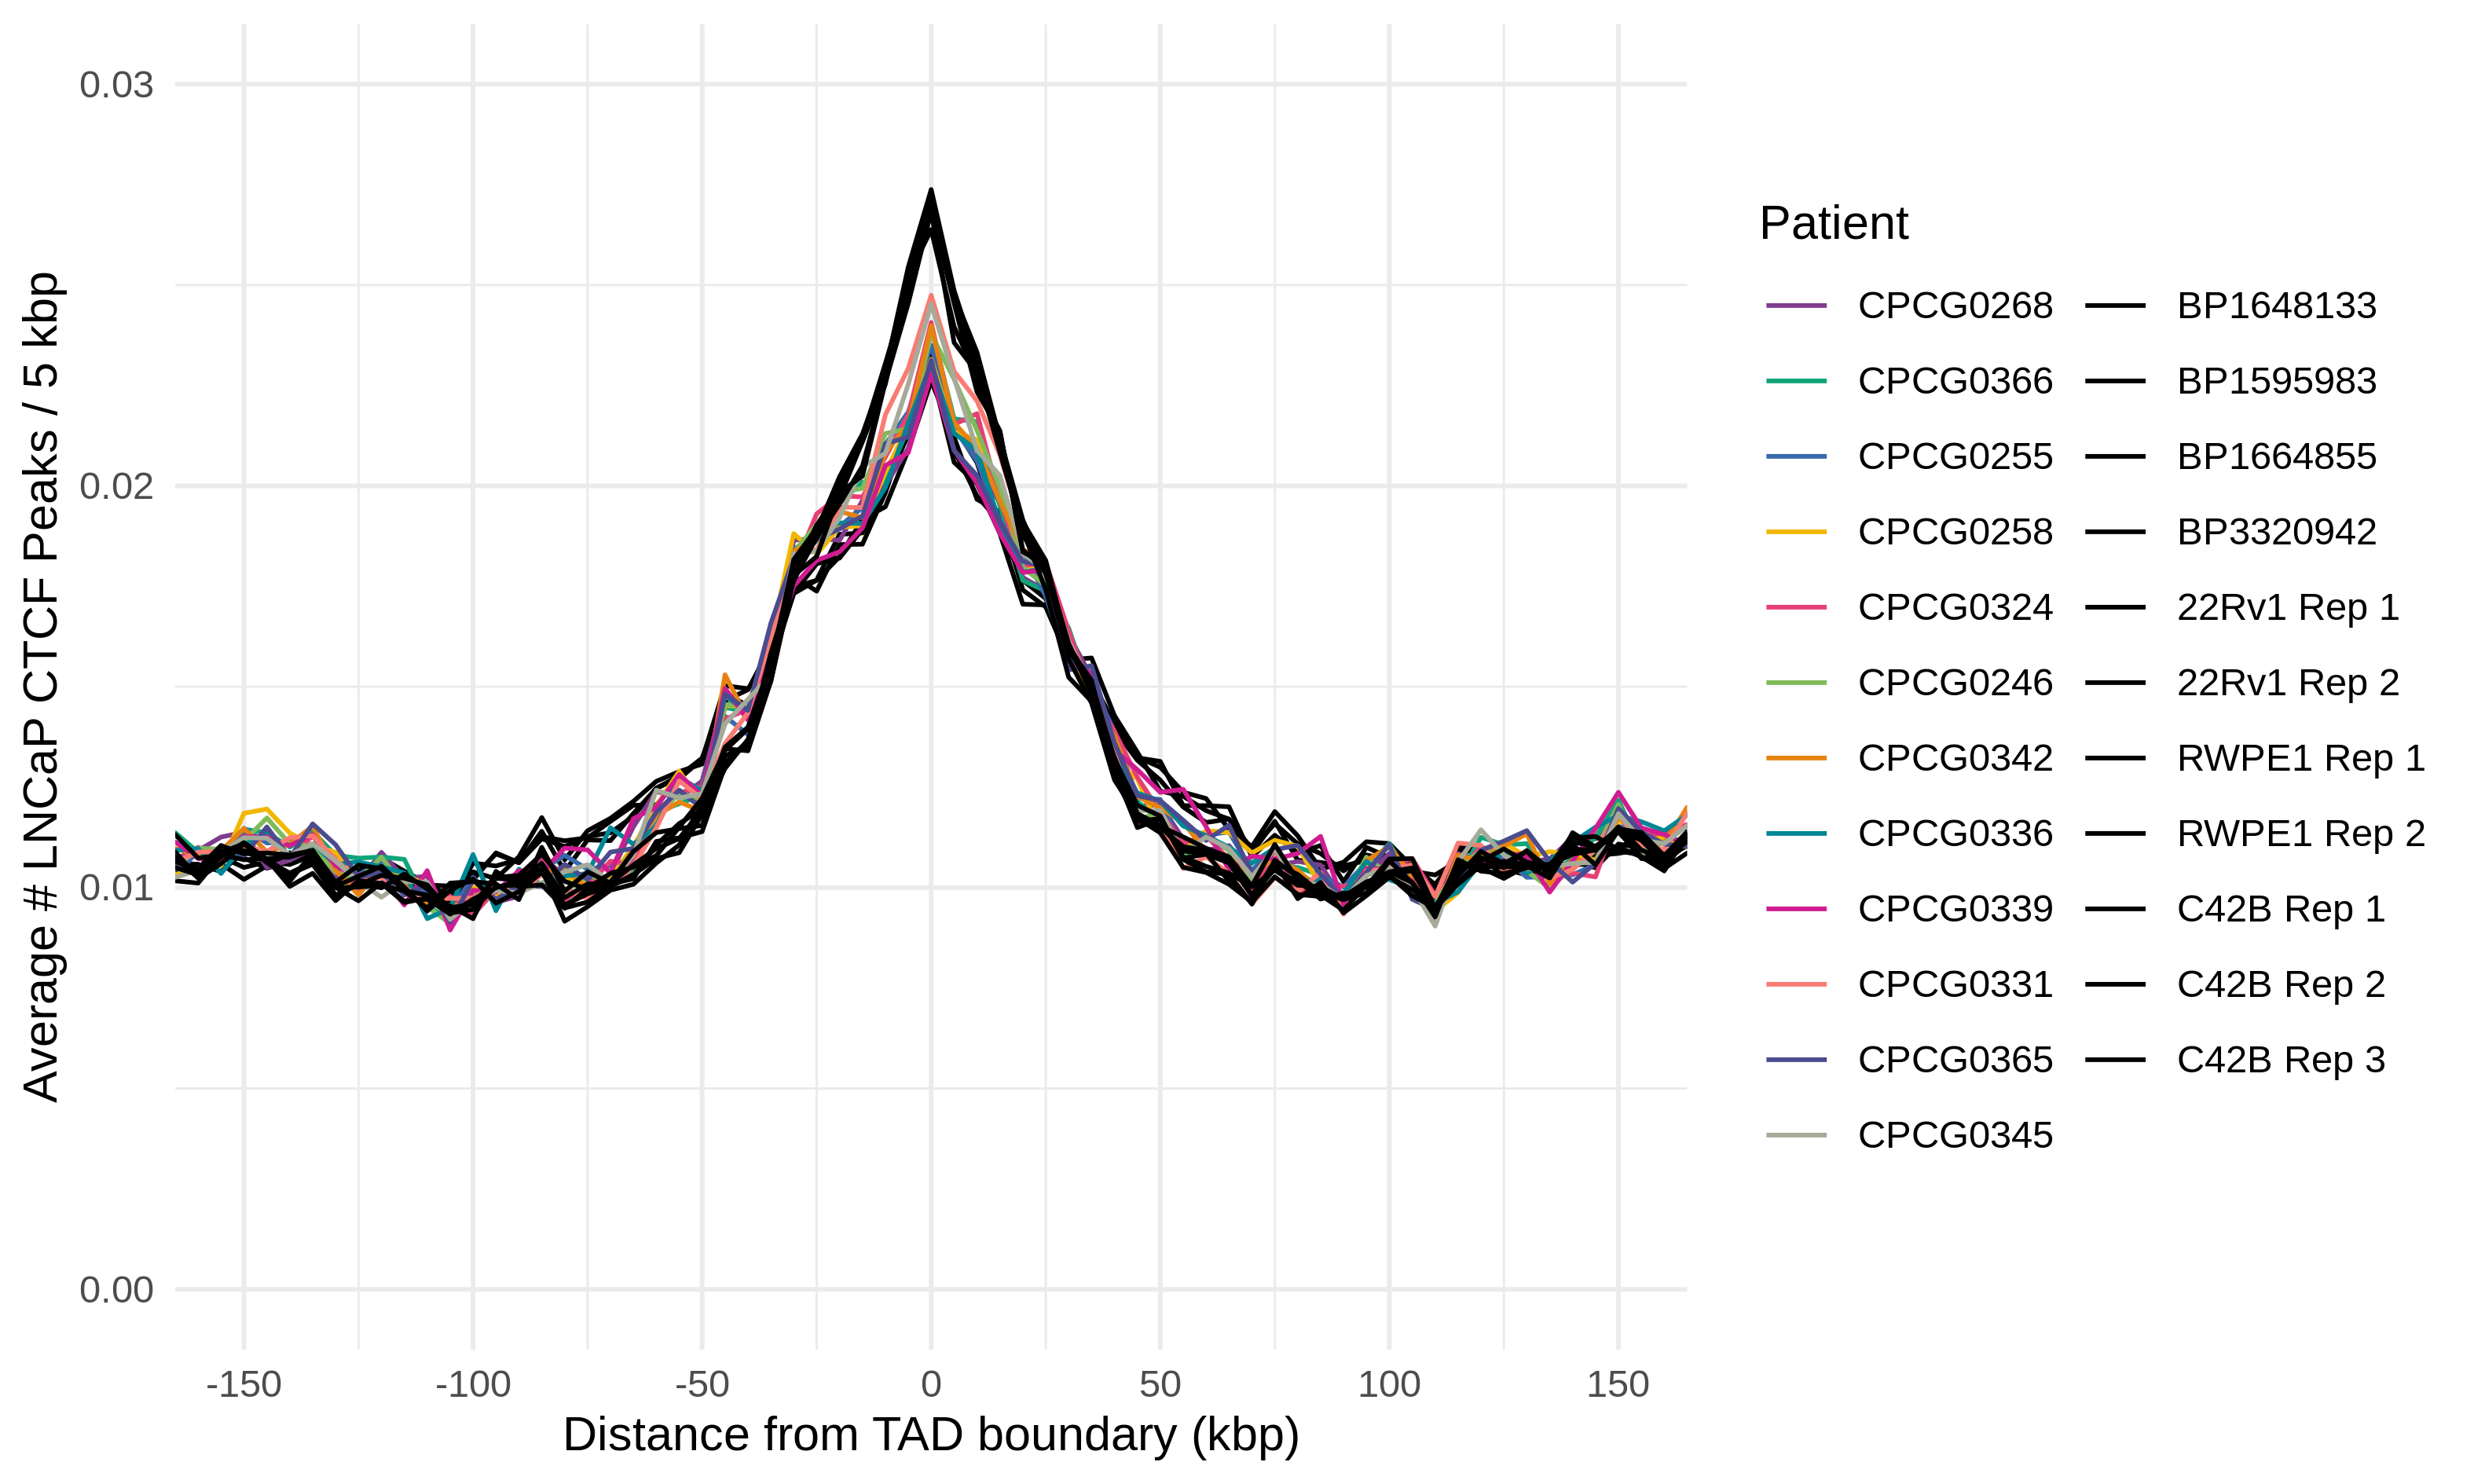 0.03
0.02
0.01
0.00
Average # LNCaP CTCF Peaks / 5 kbp
-150 -100 -50 0 50 100 150
Distance from TAD boundary (kbp)
Patient
CPCG0268 BP1648133
CPCG0366 BP1595983
CPCG0255 BP1664855
CPCG0258 BP3320942
CPCG0324 22Rv1 Rep 1
CPCG0246 22Rv1 Rep 2
CPCG0342 RWPE1 Rep 1
CPCG0336 RWPE1 Rep 2
CPCG0339 C42B Rep 1
CPCG0331 C42B Rep 2
CPCG0365 C42B Rep 3
CPCG0345